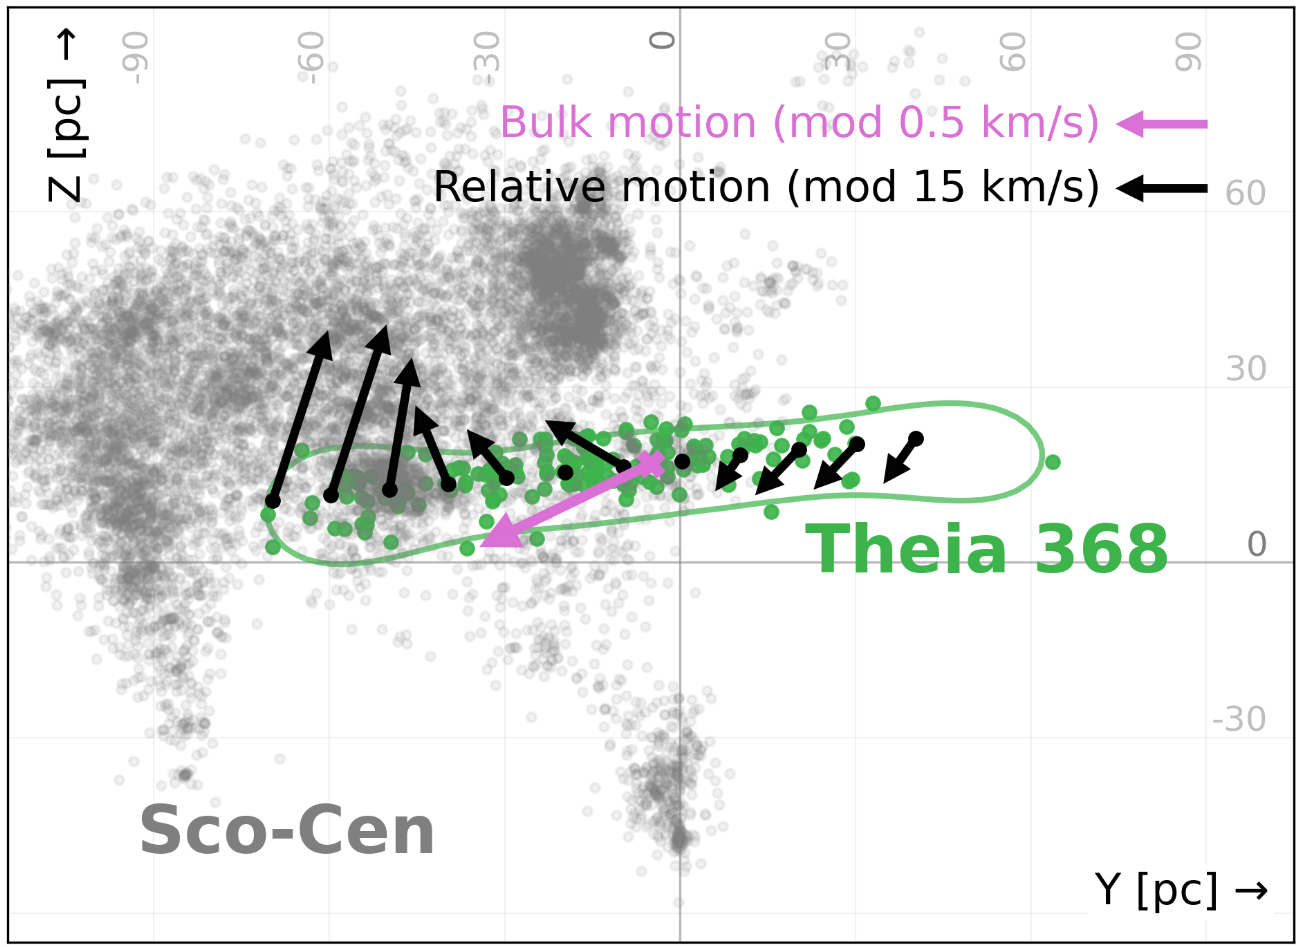 -90 -60 -30 0 30 60 90
Z [pc] →
Bulk motion (mod 0.5 km/s)
Relative motion (mod 15 km/s)
60
30
Theia 368
0
-30
Sco-Cen
Y [pc] →